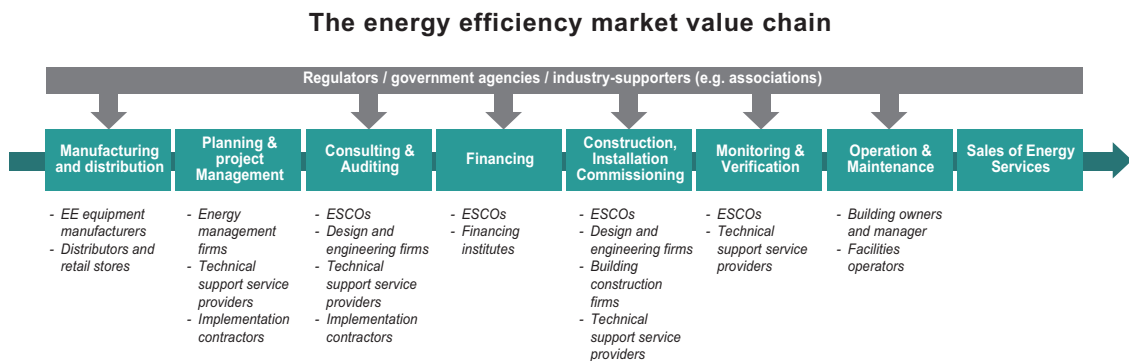 The energy efficiency market value chain
Regulators / government agencies / industry-supporters (e.g. associations)
Manufacturing
and distribution
Planning &
project
Management
Consulting &
Auditing
Financing
Construction,
Installation
Commissioning
Monitoring &
Verification
Operation &
Maintenance
Sales of Energy
Services
- EE equipment
manufacturers
- Distributors and
retail stores
- Energy
management
firms
- Technical
support service
providers
- Implementation
contractors
- ESCOs
- Design and
engineering firms
- Technical
support service
providers
- Implementation
contractors
- ESCOs
- Financing
institutes
- ESCOs
- Design and
engineering firms
- Building
construction
firms
- Technical
support service
providers
- ESCOs
- Technical
support service
providers
- Building owners
and manager
- Facilities
operators